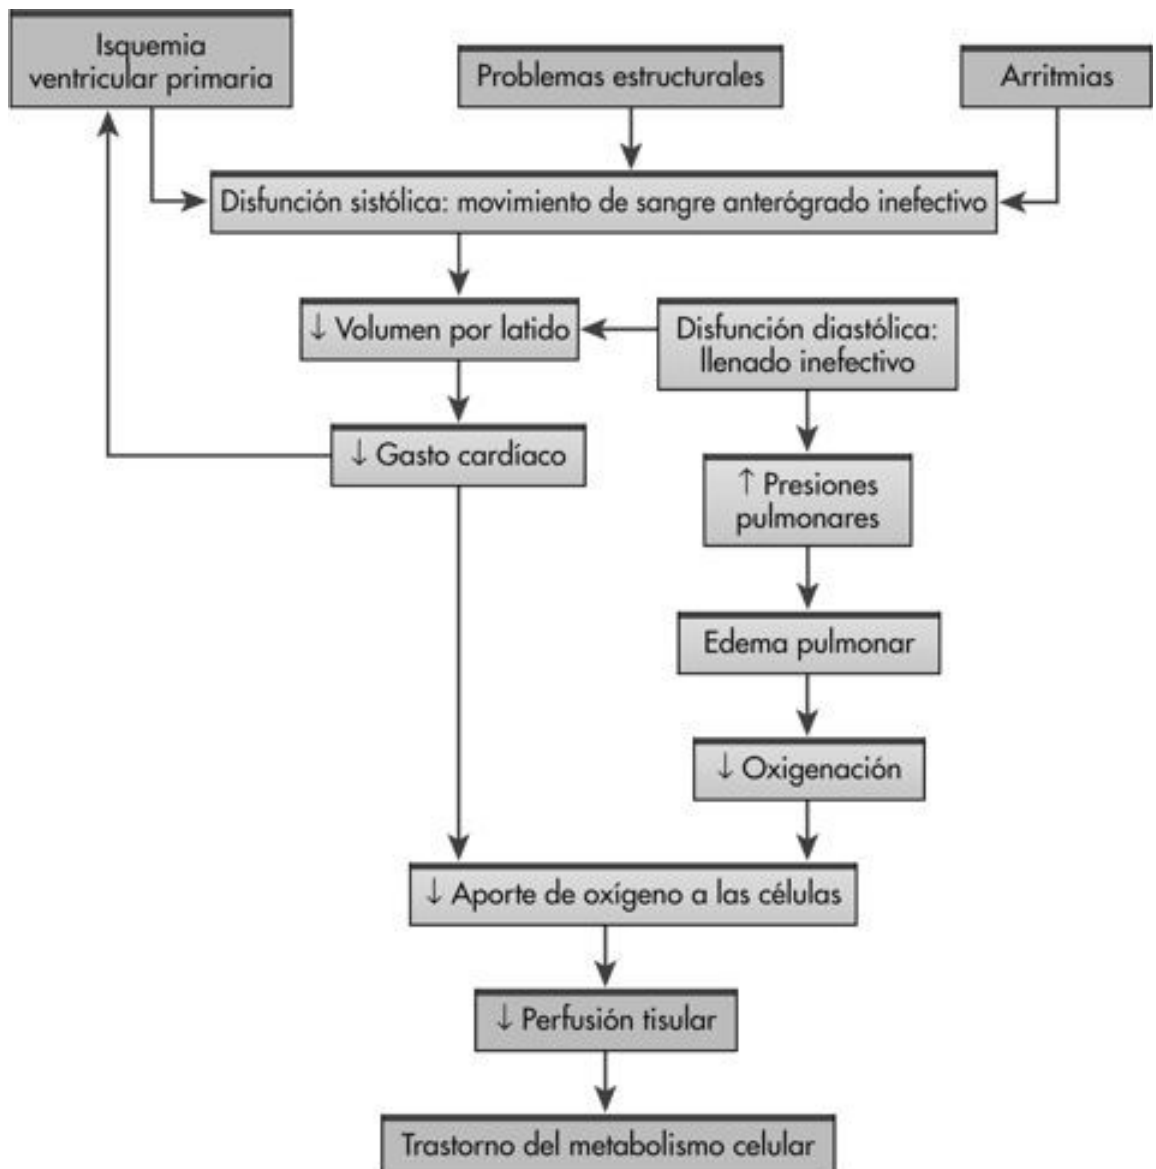 Isquemia
ventricular primaria
Problemas estructurales
Arritmias
Disfunción sistólica: movimiento de sangre anterógrado inefectivo
↓ Volumen por latido
Disfunción diastólica:
llenado inefectivo
↓ Gasto cardíaco
↑ Presiones
pulmonares
Edema pulmonar
↓ Oxigenación
↓ Aporte de oxígeno a las células
↓ Perfusión tisular
Trastorno del metabolismo celular